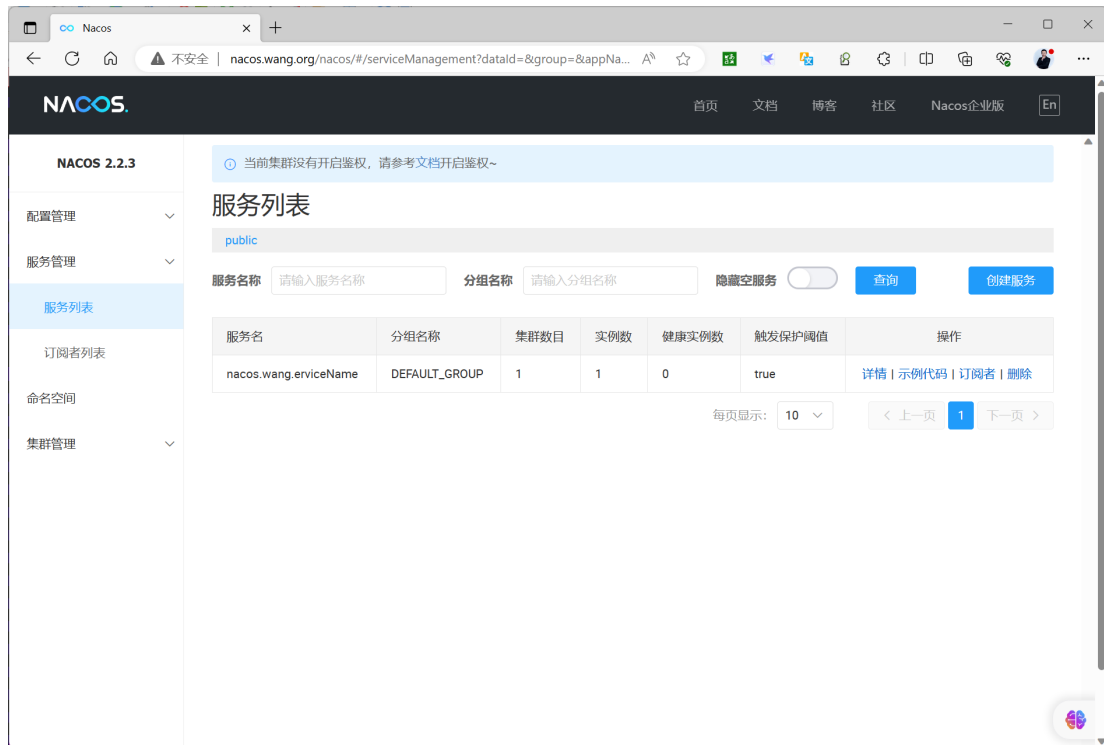 Nacos
不安全 | nacos.wang.org/nacos/#/serviceManagement?dataId=&group=&appNa...
NACOS.
首页 文档 博客 社区 Nacos企业版 En
NACOS 2.2.3
当前集群没有开启鉴权，请参考文档开启鉴权~
服务列表
配置管理
public
服务管理
服务名称 请输入服务名称 分组名称 请输入分组名称 隐藏空服务 查询 创建服务
服务列表
服务名 分组名称 集群数目 实例数 健康实例数 触发保护阈值 操作
订阅者列表
nacos.wang.erviceName DEFAULT_GROUP 1 1 0 true 详情 | 示例代码 | 订阅者 | 删除
命名空间
每页显示： 10 < 上一页 1 下一页 >
集群管理